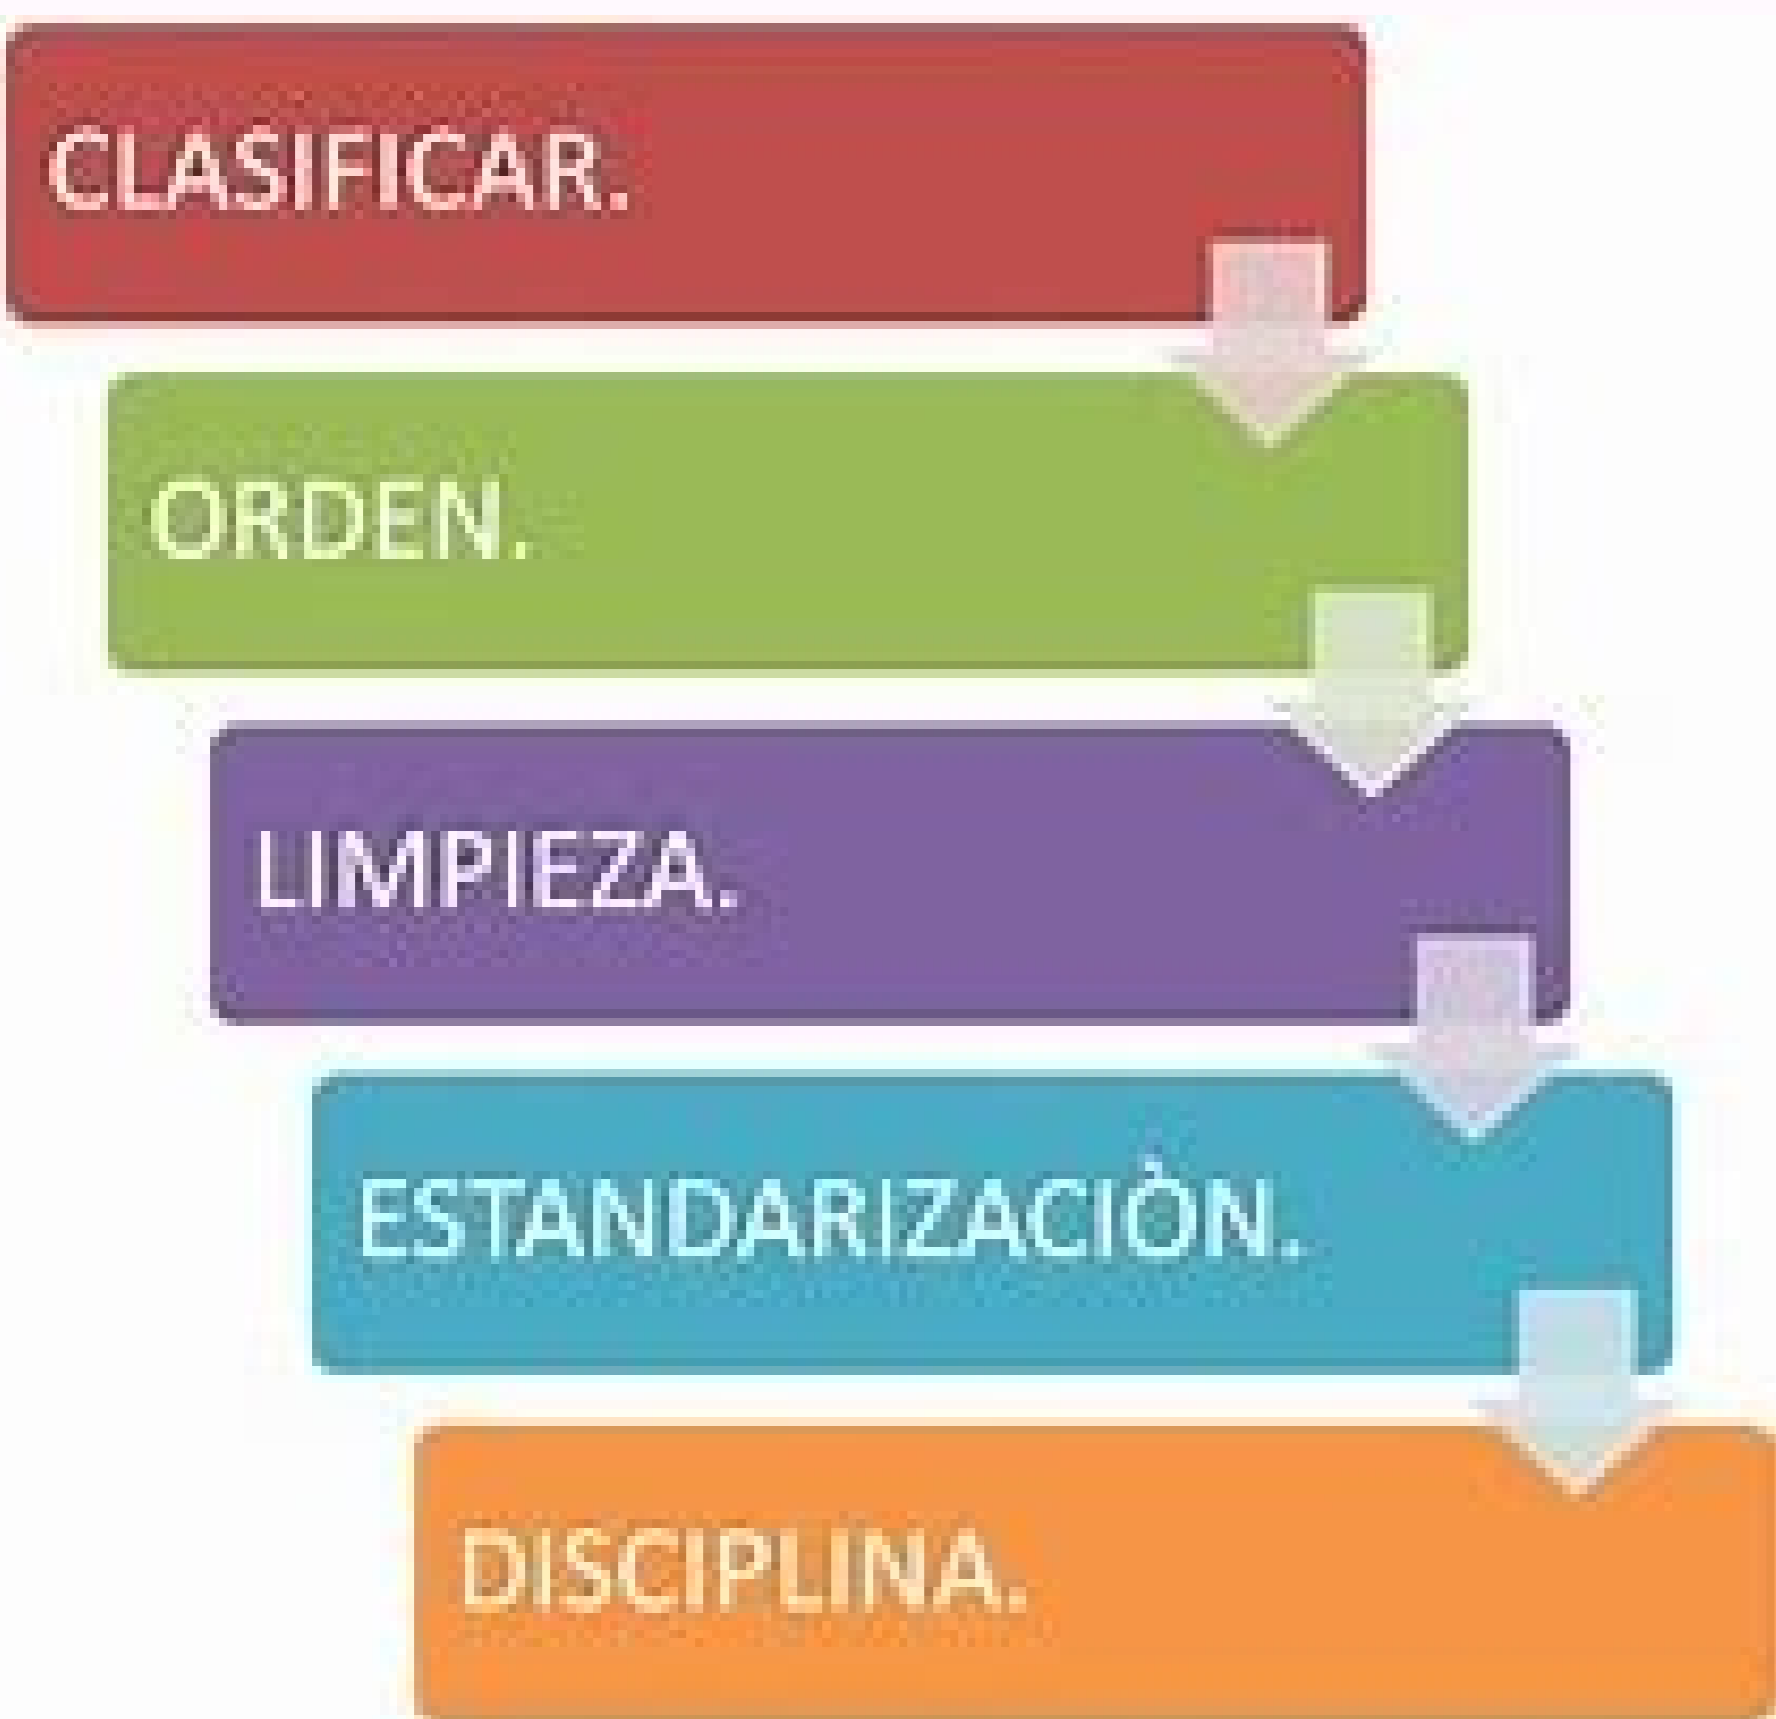 CLASIFICAR.
ORDEN.
LIMPIEZA.
ESTANDARIZACIÒN.
DISCIPLINA.